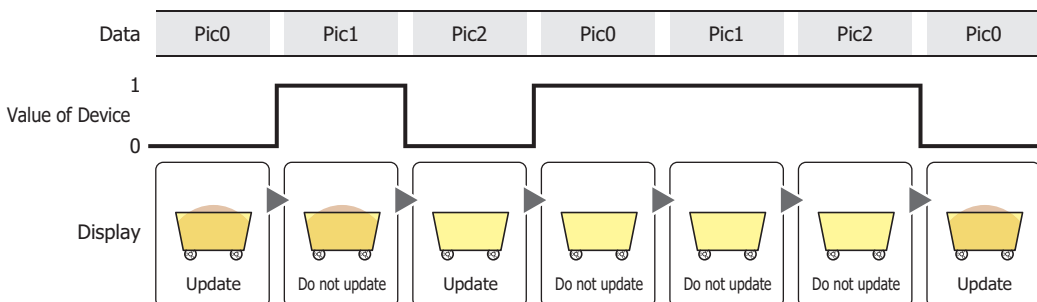 Data Pic0 Pic1 Pic2 Pic0 Pic1 Pic2 Pic0
1
Value of Device
0
Display
Update Do not update Update Do not update Do not update Do not update Update